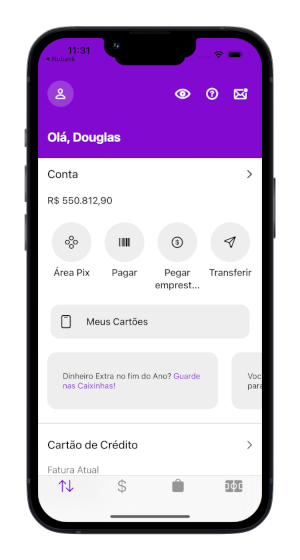 11:31
Nubank
Olá, Douglas
Conta
R$ 550.812,90
Área Pix
Pagar
Pegar
emprest...
Transferir
Meus Cartões
Dinheiro Extra no fim do Ano? Guarde
nas Caixinhas!
Voc
para
Cartão de Crédito
Fatura Atual